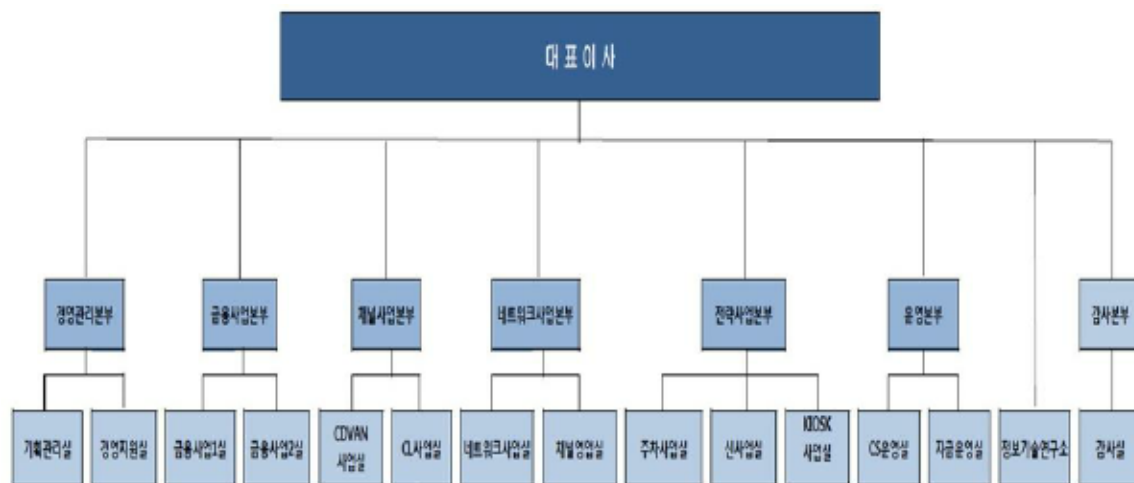 대 표 이 사
경영관리본부
금융사업본부
채널사업본부
네트워크사업본부
전략사업본부
운영본부
감사본부
기획관리실
경영지원실
금융사업1실
금융사업2실
CDVAN
사업실
CL사업실
네트워크사업실
채널영업실
주차사업실
신사업실
KIOSK
사업실
CS운영실
자금운영실
정보기술연구소
감사실